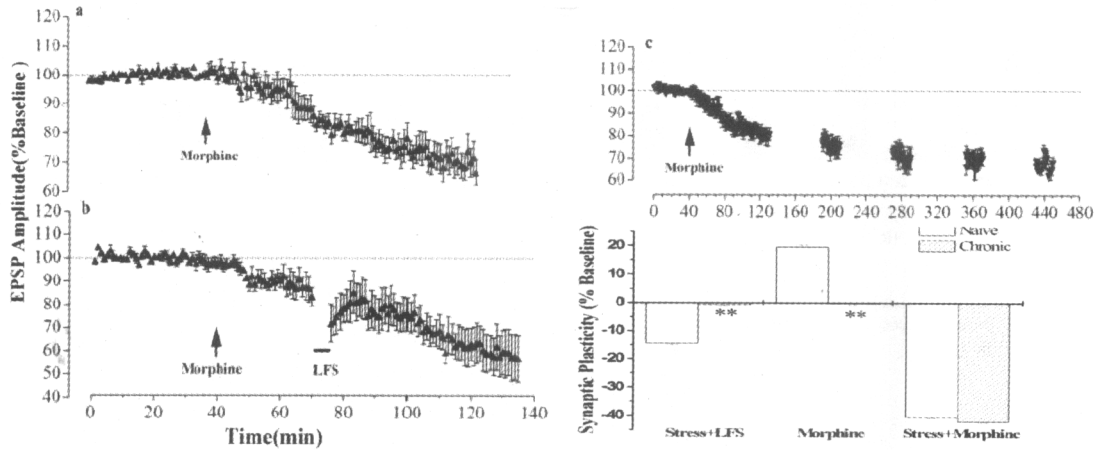 a
120
110
100
90
80
70
60
Morphine
EPSP Amplitude(%Baseline )
b
120
110
100
90
80
70
60
50
40
Morphine
LFS
0 20 40 60 80 100 120 140
Time(min)
c
120
110
100
90
80
70
60
Morphine
0 40 80 120 160 200 240 280 320 360 400 440 480
Naive
Chronic
Synaptic Plasticity (% Baseline)
20
10
0
-10
-20
-30
-40
** **
Stress+LFS Morphine Stress+Morphine